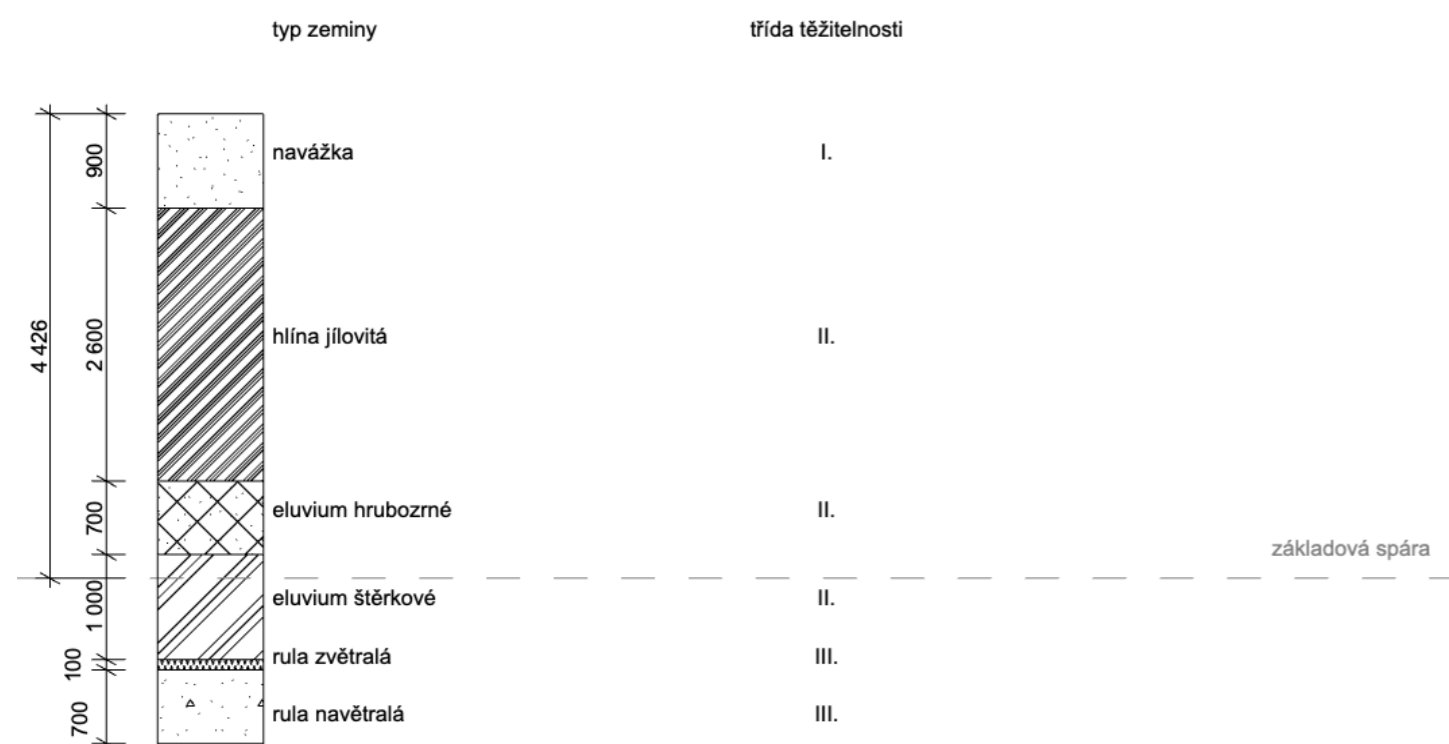 typ zeminy třída těžitelnosti
900 navážka I.
4 426 2 600 hlína jílovitá II.
700 eluvium hrubozrné II.
základová spára
1 000 eluvium štěrkové II.
100 rula zvětralá III.
700 rula navětralá III.